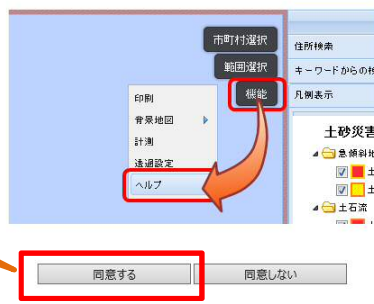 市町村選択
範囲選択
機能
印刷
背景地図
計測
透過設定
ヘルプ
住所検索
キーワードからの検
凡例表示
土砂災害
急傾斜地
土
土
土石流
同意する
同意しない